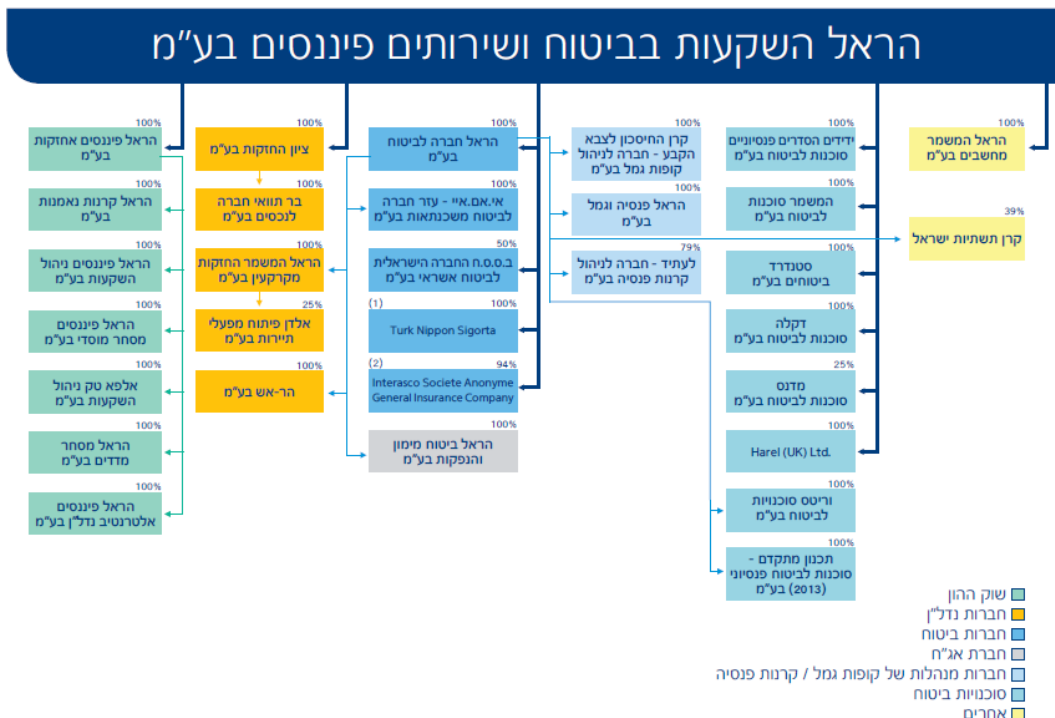 הראל השקעות בביטוח ושירותים פיננסים בע"מ
100%
הראל המשמר
מחשבים בע"מ
39%
קרן תשתיות ישראל
100%
ידידים הסדרים פנסיוניים
סוכנות לביטוח בע"מ
100%
המשמר סוכנות
לביטוח בע"מ
100%
סטנדרד
ביטוחים בע"מ
100%
דקלה
סוכנות לביטוח בע"מ
25%
מדנס
סוכנות לביטוח בע"מ
100%
Harel (UK) Ltd.
100%
וריטס סוכנויות
לביטוח בע"מ
100%
תכנון מתקדם -
סוכנות לביטוח פנסיוני
(2013) בע"מ
100%
קרן החיסכון לצבא
הקבע - חברה לניהול
קופות גמל בע"מ
100%
הראל פנסיה וגמל
בע"מ
79%
לעתיד - חברה לניהול
קרנות פנסיה בע"מ
100%
הראל חברה לביטוח
בע"מ
100%
אי.אם.איי - עזר חברה
לביטוח משכנתאות בע"מ
50%
ב.ס.ס.ח החברה הישראלית
לביטוח אשראי בע"מ
(1) 100%
Turk Nippon Sigorta
(2) 94%
Interasco Societe Anonyme
General Insurance Company
100%
הראל ביטוח מימון
והנפקות בע"מ
100%
ציון החזקות בע"מ
100%
בר תוואי חברה
לנכסים בע"מ
100%
הראל המשמר החזקות
מקרקעין בע"מ
25%
אלדן פיתוח מפעלי
תיירות בע"מ
100%
הר-אש בע"מ
100%
הראל פיננסים אחזקות
בע"מ
100%
הראל קרנות נאמנות
בע"מ
100%
הראל פיננסים ניהול
השקעות בע"מ
100%
הראל פיננסים
מסחר מוסדי בע"מ
100%
אלפא טק ניהול
השקעות בע"מ
100%
הראל מסחר
מדדים בע"מ
100%
הראל פיננסים
אלטרנטיב נדל"ן בע"מ
שוק ההון
חברות נדל"ן
חברות ביטוח
חברת אג"ח
חברות מנהלות של קופות גמל / קרנות פנסיה
סוכנויות ביטוח
אחרים